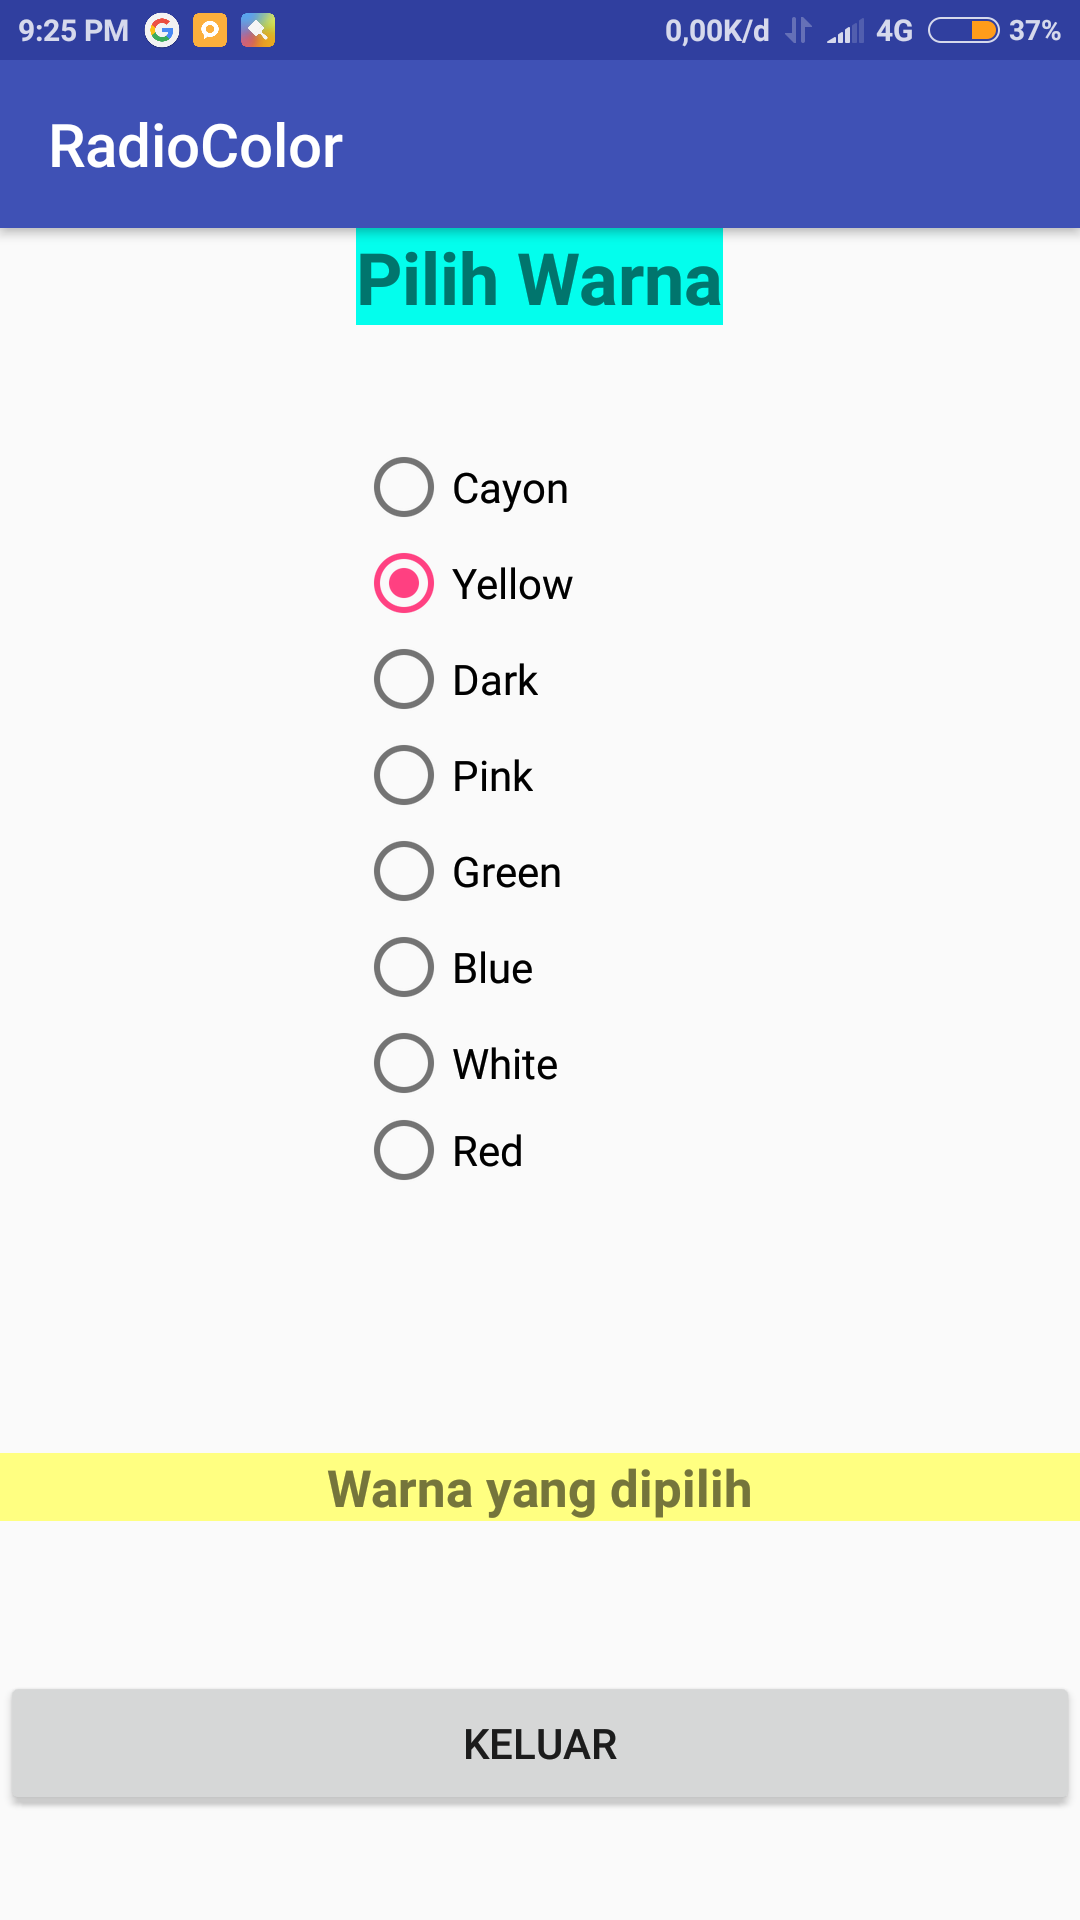 9:25 PM 0,00K/d 4G 37%
RadioColor
Pilih Warna
Cayon
Yellow
Dark
Pink
Green
Blue
White
Red
Warna yang dipilih
KELUAR